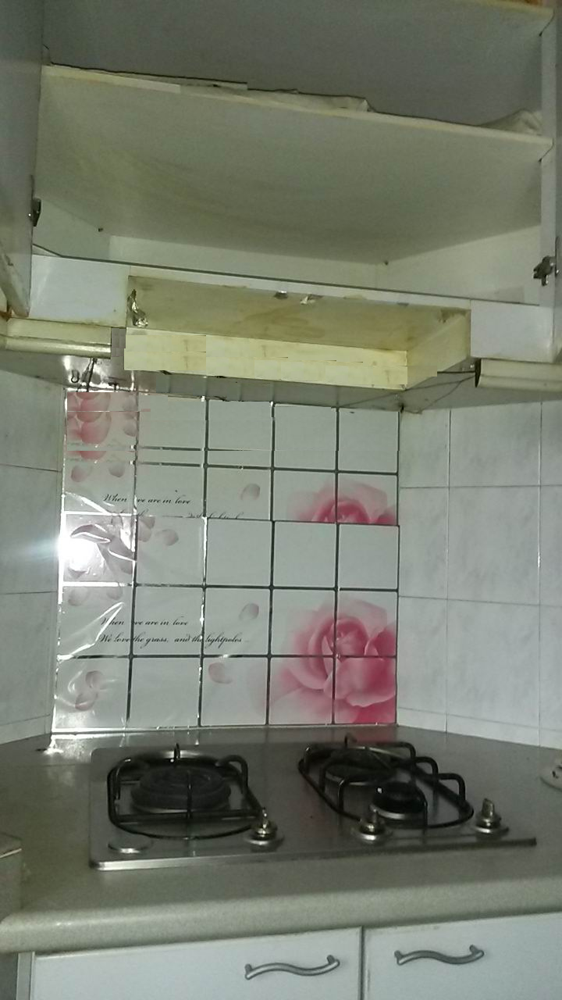 When we are in love
When we are in love
We love the grass, and the lightpoles